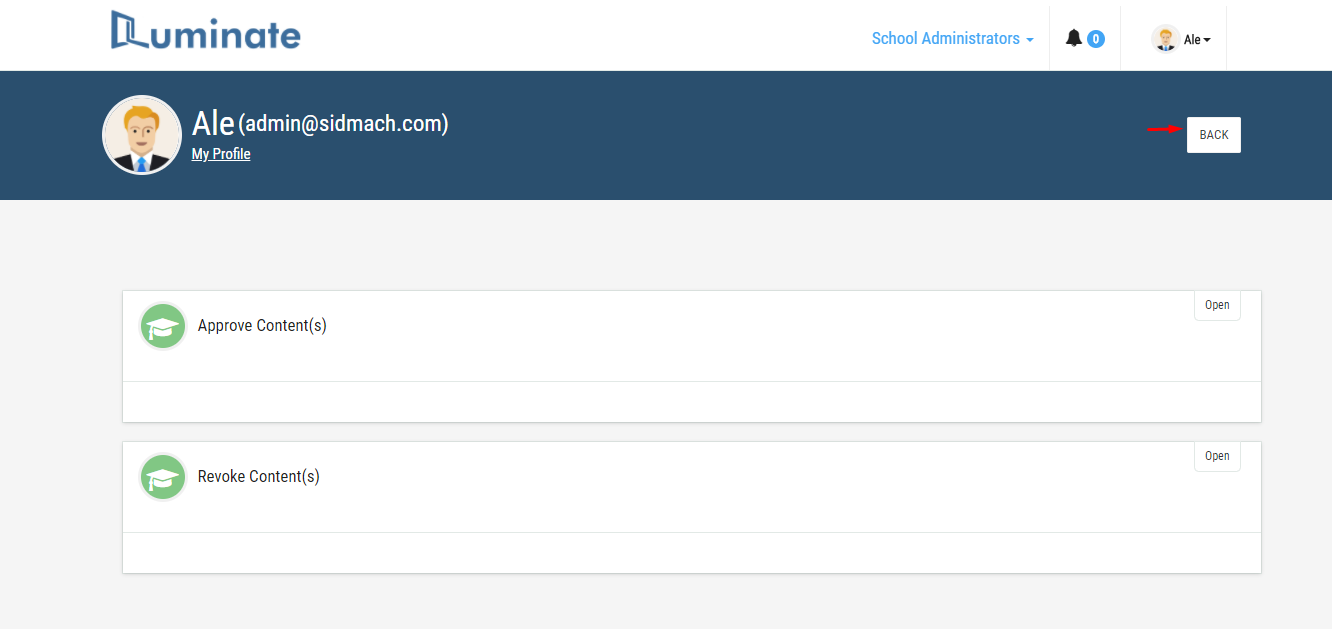 Luminate
School Administrators
0
Ale
Ale (admin@sidmach.com)
My Profile
BACK
Approve Content(s)
Open
Revoke Content(s)
Open